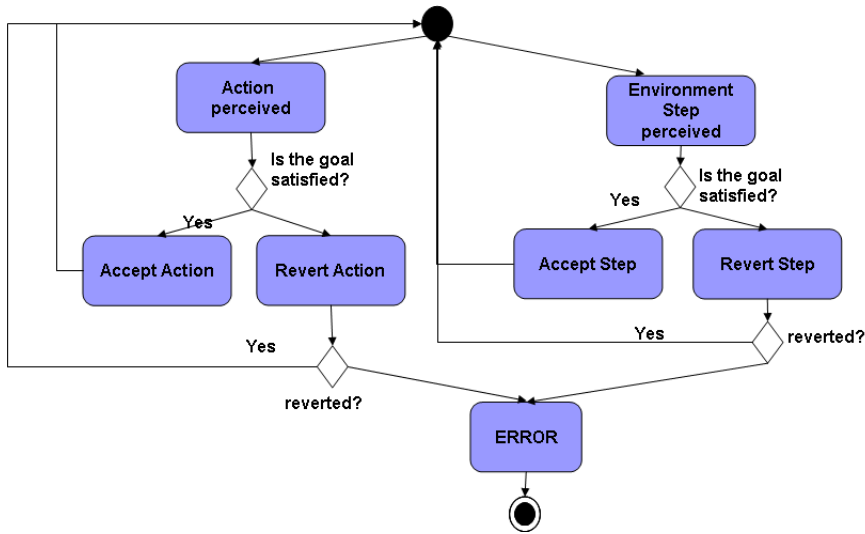 Action
perceived
Environment
Step
perceived
Is the goal
satisfied?
Is the goal
satisfied?
Yes
Yes
Accept Action
Revert Action
Accept Step
Revert Step
Yes
Yes
reverted?
reverted?
ERROR